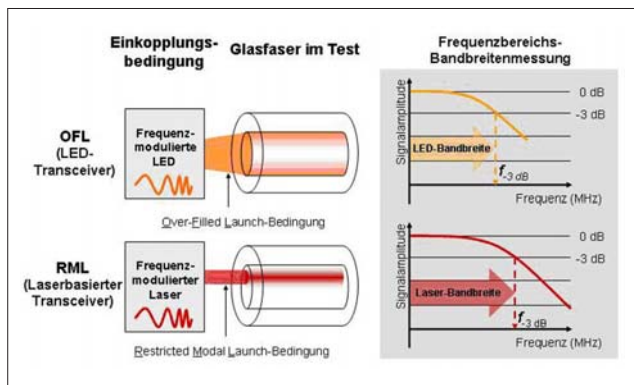 Einkopplungs-
bedingung
Glasfaser im Test
Frequenzbereichs-
Bandbreitenmessung
OFL
(LED-
Transceiver)
Frequenz-
modulierte
LED
Over-Filled Launch-Bedingung
Signalamplitude
0 dB
-3 dB
LED-Bandbreite
f-3 dB
Frequenz (MHz)
RML
(Laserbasierter
Transceiver)
Frequenz-
modulierter
Laser
Restricted Modal Launch-Bedingung
Signalamplitude
0 dB
-3 dB
Laser-Bandbreite
f-3 dB
Frequenz (MHz)